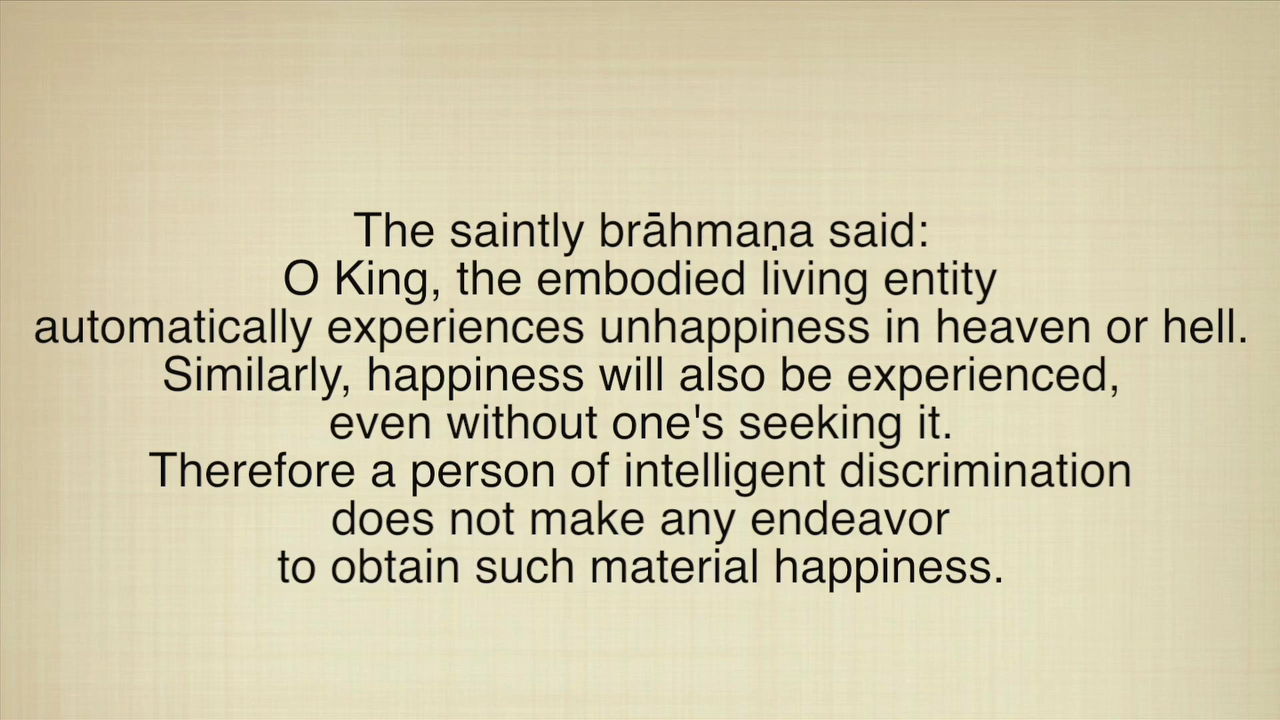 The saintly brāhmaṇa said:
O King, the embodied living entity
automatically experiences unhappiness in heaven or hell.
Similarly, happiness will also be experienced,
even without one's seeking it.
Therefore a person of intelligent discrimination
does not make any endeavor
to obtain such material happiness.